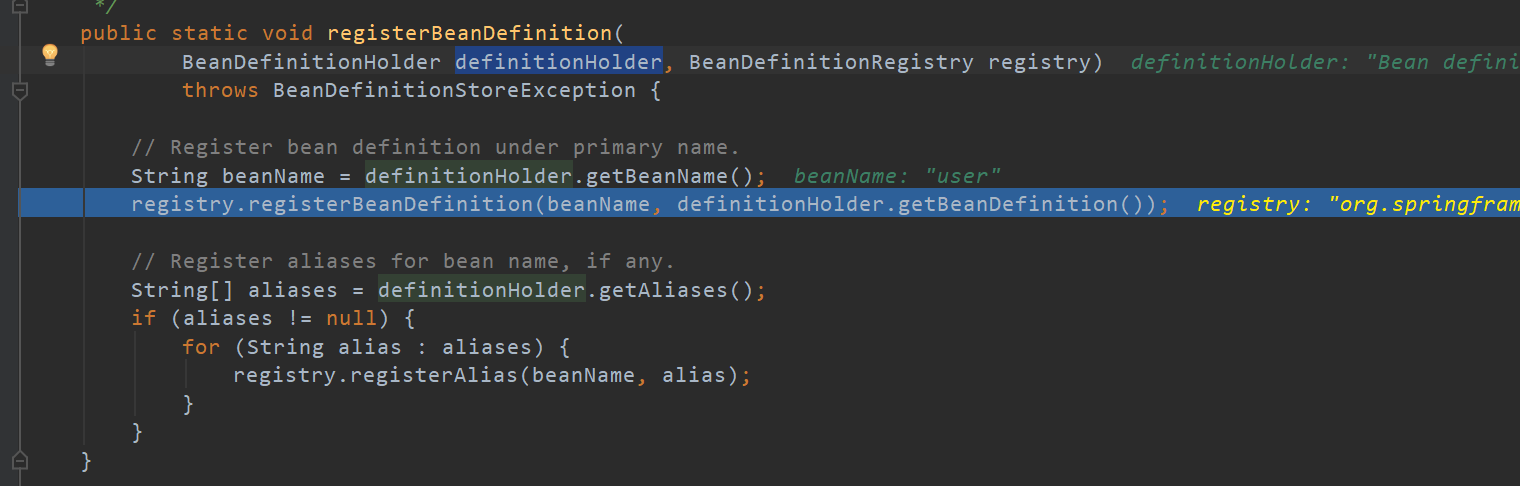 */
public static void registerBeanDefinition(
BeanDefinitionHolder definitionHolder, BeanDefinitionRegistry registry) definitionHolder: "Bean defini
throws BeanDefinitionStoreException {
// Register bean definition under primary name.
String beanName = definitionHolder.getBeanName(); beanName: "user"
registry.registerBeanDefinition(beanName, definitionHolder.getBeanDefinition()); registry: "org.springfram
// Register aliases for bean name, if any.
String[] aliases = definitionHolder.getAliases();
if (aliases != null) {
for (String alias : aliases) {
registry.registerAlias(beanName, alias);
}
}
}